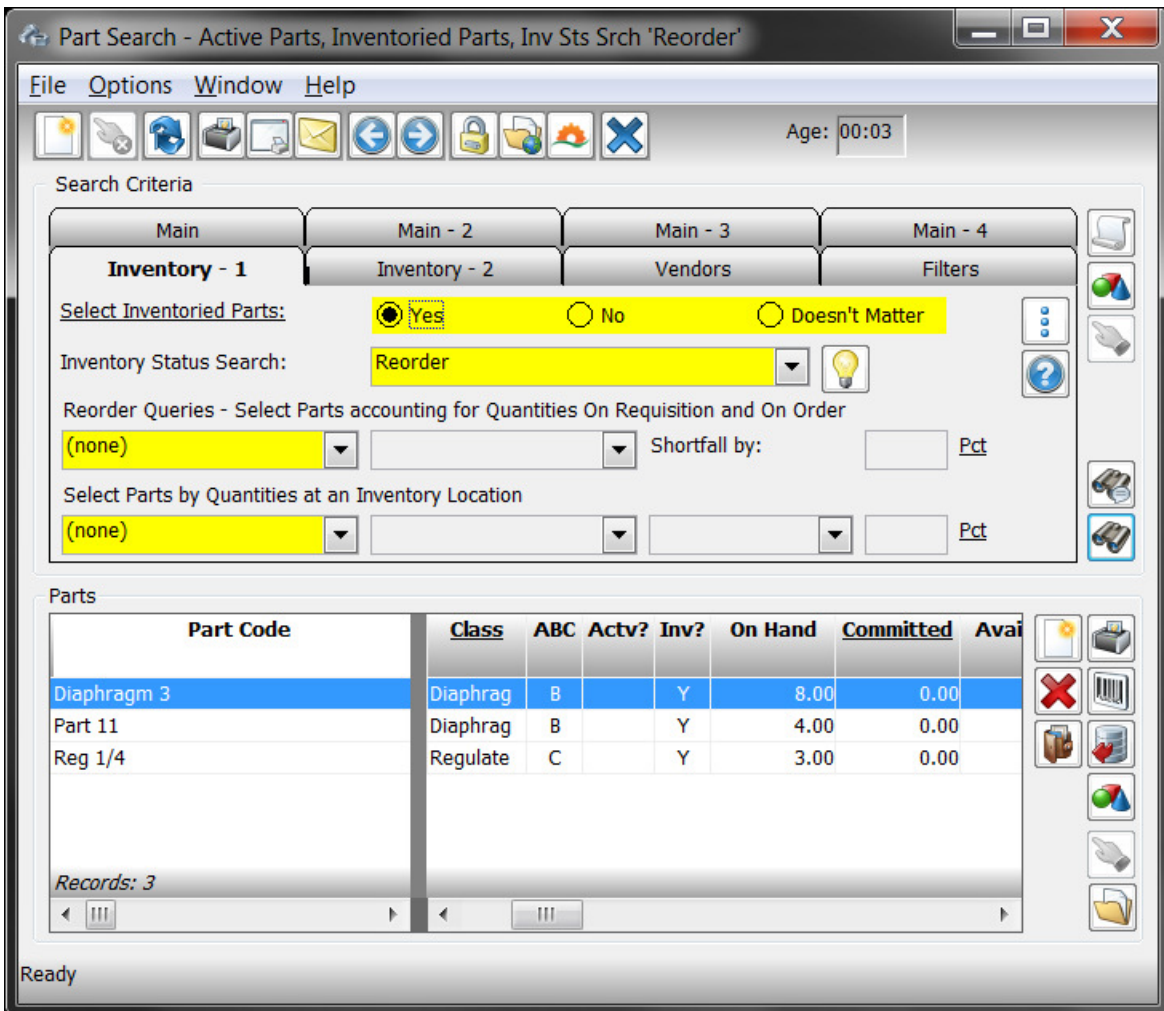 Part Search - Active Parts, Inventoried Parts, Inv Sts Srch 'Reorder'
File Options Window Help
Age: 00:03
Search Criteria
Main Main - 2 Main - 3 Main - 4
Inventory - 1 Inventory - 2 Vendors Filters
Select Inventoried Parts: Yes No Doesn't Matter
Inventory Status Search: Reorder
Reorder Queries - Select Parts accounting for Quantities On Requisition and On Order
(none) Shortfall by: Pct
Select Parts by Quantities at an Inventory Location
(none) Pct
Parts
Part Code Class ABC Actv? Inv? On Hand Committed Avai
Diaphragm 3 Diaphrag B Y 8.00 0.00
Part 11 Diaphrag B Y 4.00 0.00
Reg 1/4 Regulate C Y 3.00 0.00
Records: 3
Ready